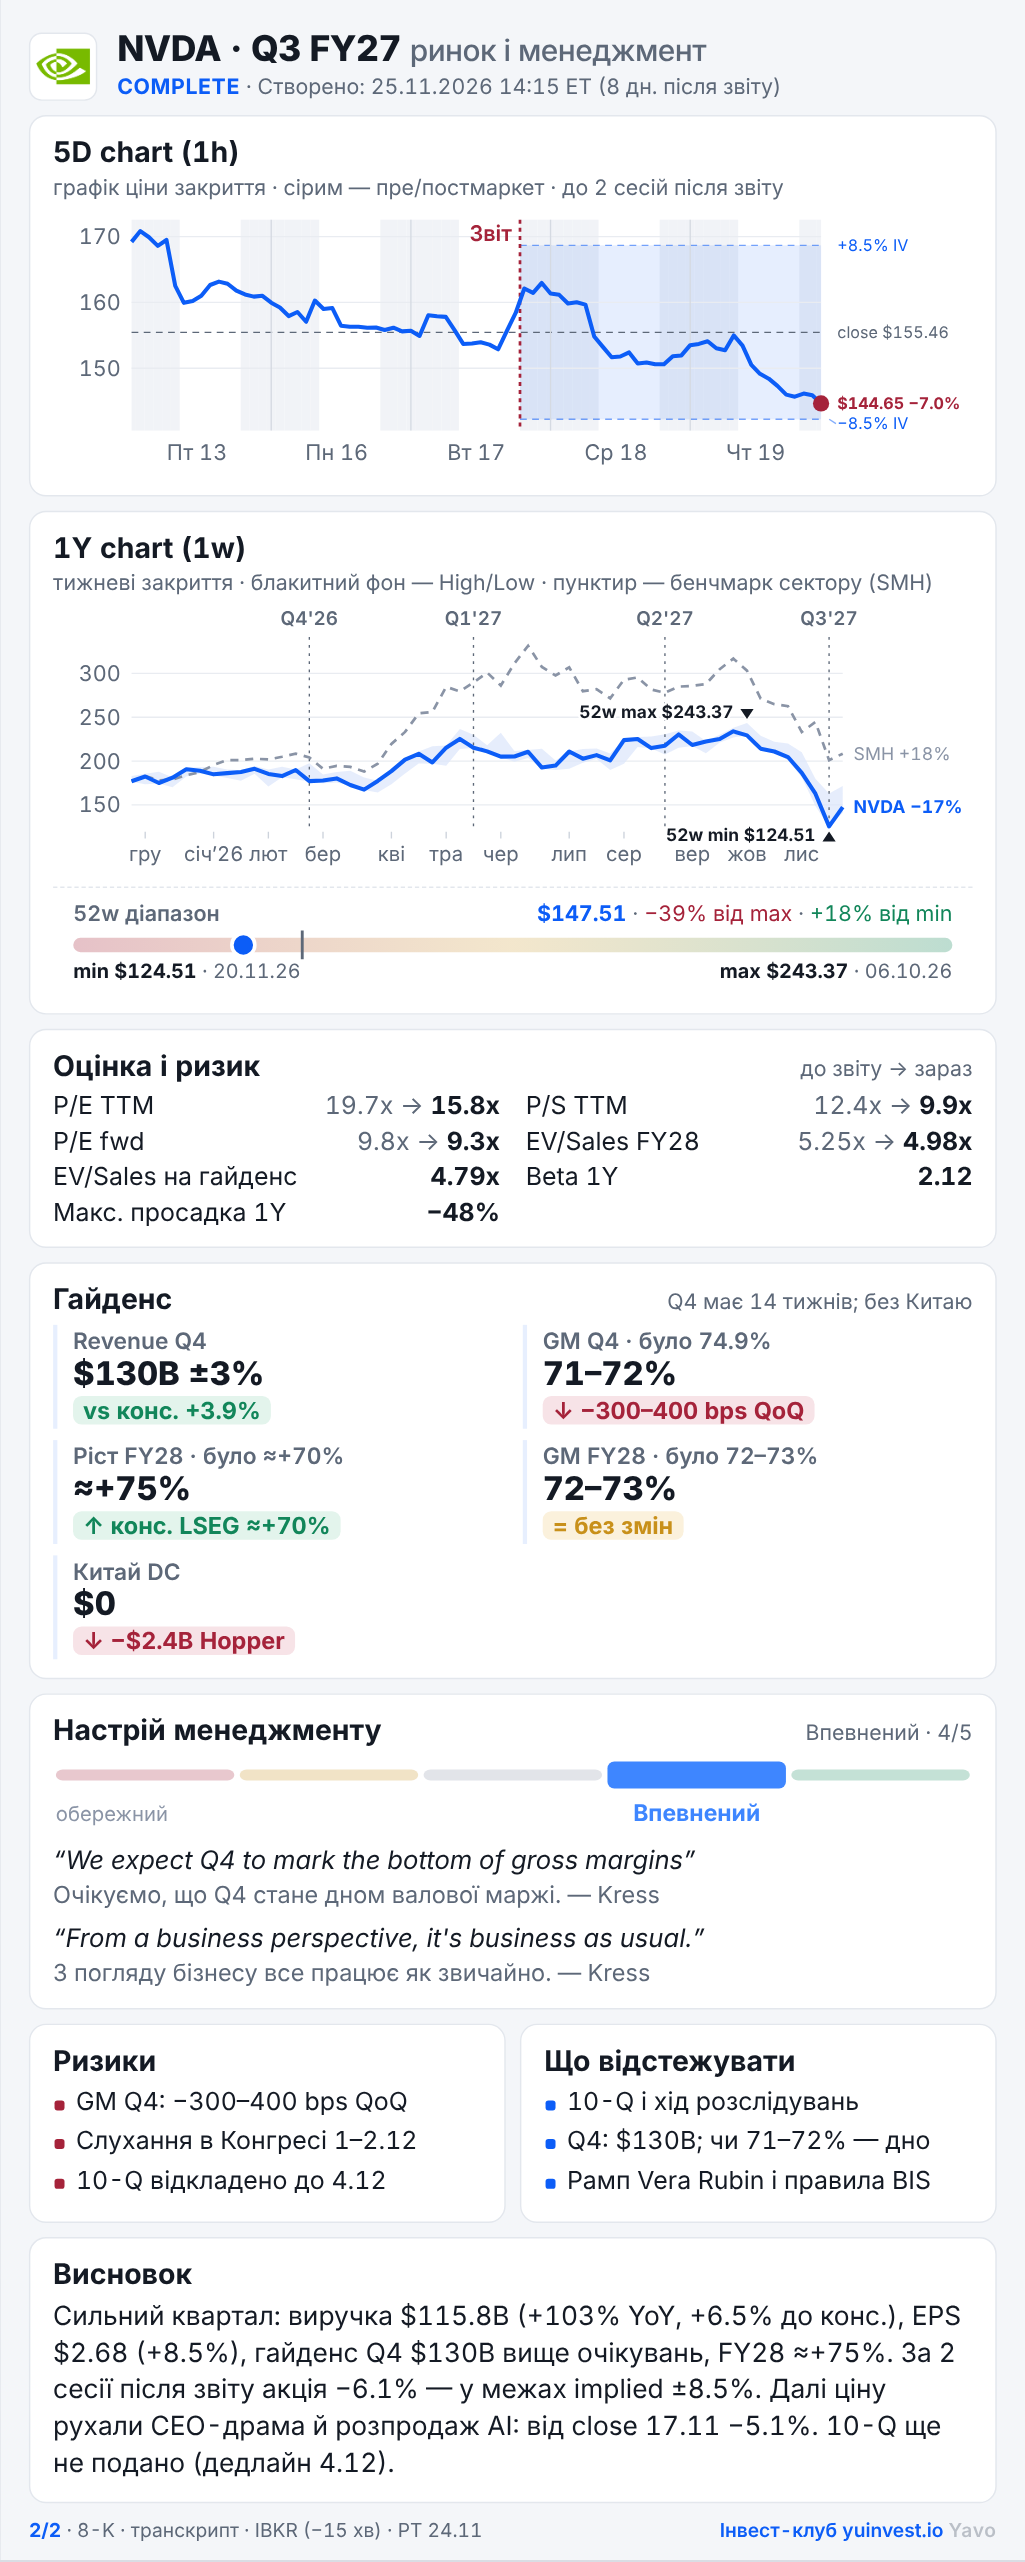 NVDA · Q3 FY27 ринок і менеджмент
COMPLETE · Створено: 25.11.2026 14:15 ET (8 дн. після звіту)
5D chart (1h)
графік ціни закриття · сірим — пре/постмаркет · до 2 сесій після звіту
Звіт
170
160
150
+8.5% IV
close $155.46
$144.65 −7.0%
−8.5% IV
Пт 13 Пн 16 Вт 17 Ср 18 Чт 19
1Y chart (1w)
тижневі закриття · блакитний фон — High/Low · пунктир — бенчмарк сектору (SMH)
Q4'26 Q1'27 Q2'27 Q3'27
300
250
200
150
52w max $243.37 ▼
SMH +18%
NVDA −17%
52w min $124.51 ▲
гру січ’26 лют бер кві тра чер лип сер вер жов лис
52w діапазон $147.51 · −39% від max · +18% від min
min $124.51 · 20.11.26 max $243.37 · 06.10.26
Оцінка і ризик до звіту → зараз
P/E TTM 19.7x → 15.8x P/S TTM 12.4x → 9.9x
P/E fwd 9.8x → 9.3x EV/Sales FY28 5.25x → 4.98x
EV/Sales на гайденс 4.79x Beta 1Y 2.12
Макс. просадка 1Y −48%
Гайденс Q4 має 14 тижнів; без Китаю
Revenue Q4
$130B ±3%
vs конс. +3.9%
GM Q4 · було 74.9%
71–72%
↓ −300–400 bps QoQ
Ріст FY28 · було ≈+70%
≈+75%
↑ конс. LSEG ≈+70%
GM FY28 · було 72–73%
72–73%
= без змін
Китай DC
$0
↓ −$2.4B Hopper
Настрій менеджменту Впевнений · 4/5
обережний Впевнений
“We expect Q4 to mark the bottom of gross margins”
Очікуємо, що Q4 стане дном валової маржі. — Kress
“From a business perspective, it's business as usual.”
З погляду бізнесу все працює як звичайно. — Kress
Ризики
GM Q4: −300–400 bps QoQ
Слухання в Конгресі 1–2.12
10-Q відкладено до 4.12
Що відстежувати
10-Q і хід розслідувань
Q4: $130B; чи 71–72% — дно
Рамп Vera Rubin і правила BIS
Висновок
Сильний квартал: виручка $115.8B (+103% YoY, +6.5% до конс.), EPS
$2.68 (+8.5%), гайденс Q4 $130B вище очікувань, FY28 ≈+75%. За 2
сесії після звіту акція −6.1% — у межах implied ±8.5%. Далі ціну
рухали CEO-драма й розпродаж AI: від close 17.11 −5.1%. 10-Q ще
не подано (дедлайн 4.12).
2/2 · 8-K · транскрипт · IBKR (−15 хв) · PT 24.11 Інвест-клуб yuinvest.io Yavo